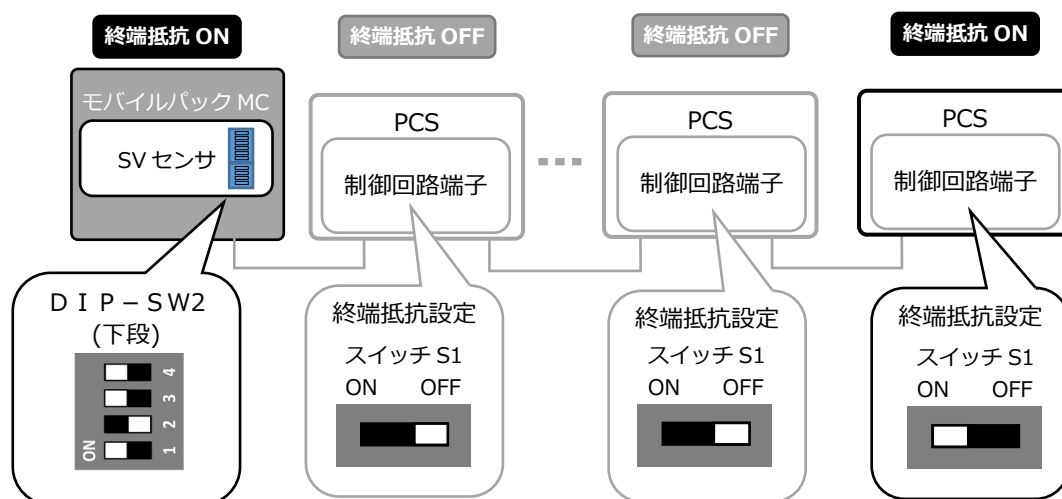 終端抵抗 ON
終端抵抗 OFF
終端抵抗 OFF
終端抵抗 ON
モバイルパック MC
SV センサ
PCS
制御回路端子
PCS
制御回路端子
PCS
制御回路端子
ＤＩＰ－ＳＷ2
(下段)
4
3
2
1
ON
終端抵抗設定
スイッチ S1
ON OFF
終端抵抗設定
スイッチ S1
ON OFF
終端抵抗設定
スイッチ S1
ON OFF